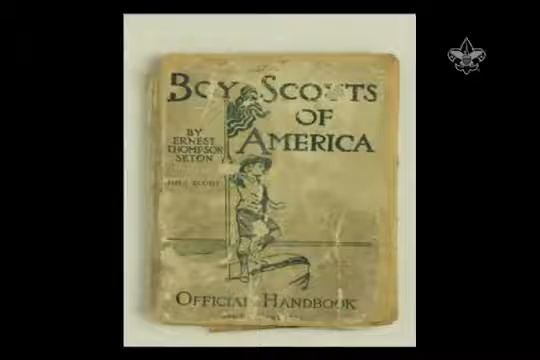 BOY SCOUTS
OF
AMERICA
BY
ERNEST
THOMPSON
SETON
OFFICIAL HANDBOOK